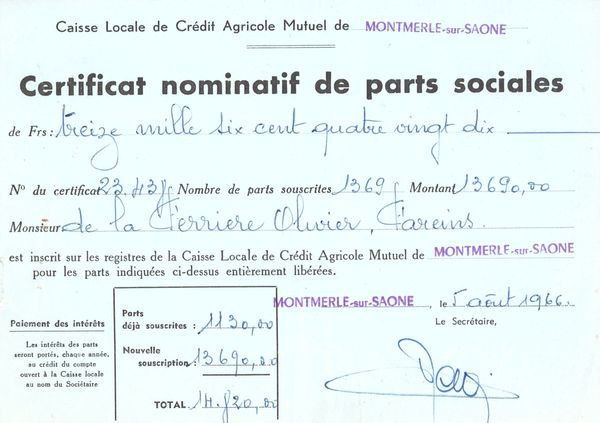 Caisse Locale de Crédit Agricole Mutuel de MONTMERLE-sur-SAONE
Certificat nominatif de parts sociales
de Frs: treize mille six cent quatre vingt dix
N° du certificat 23.437 Nombre de parts souscrites 1369 Montant 13690,00
Monsieur de la Ferriere Olivier, Fareins
est inscrit sur les registres de la Caisse Locale de Crédit Agricole Mutuel de MONTMERLE-sur-SAONE
pour les parts indiquées ci-dessus entièrement libérées.
MONTMERLE-sur-SAONE, le 5 août 1966.
Le Secrétaire,
Paiement des intérêts
Les intérêts des parts
seront portés, chaque année,
au crédit du compte
ouvert à la Caisse locale
au nom du Sociétaire
Parts
déjà souscrites : 1130,00
Nouvelle
souscription: 13690,00
TOTAL 14.820,00